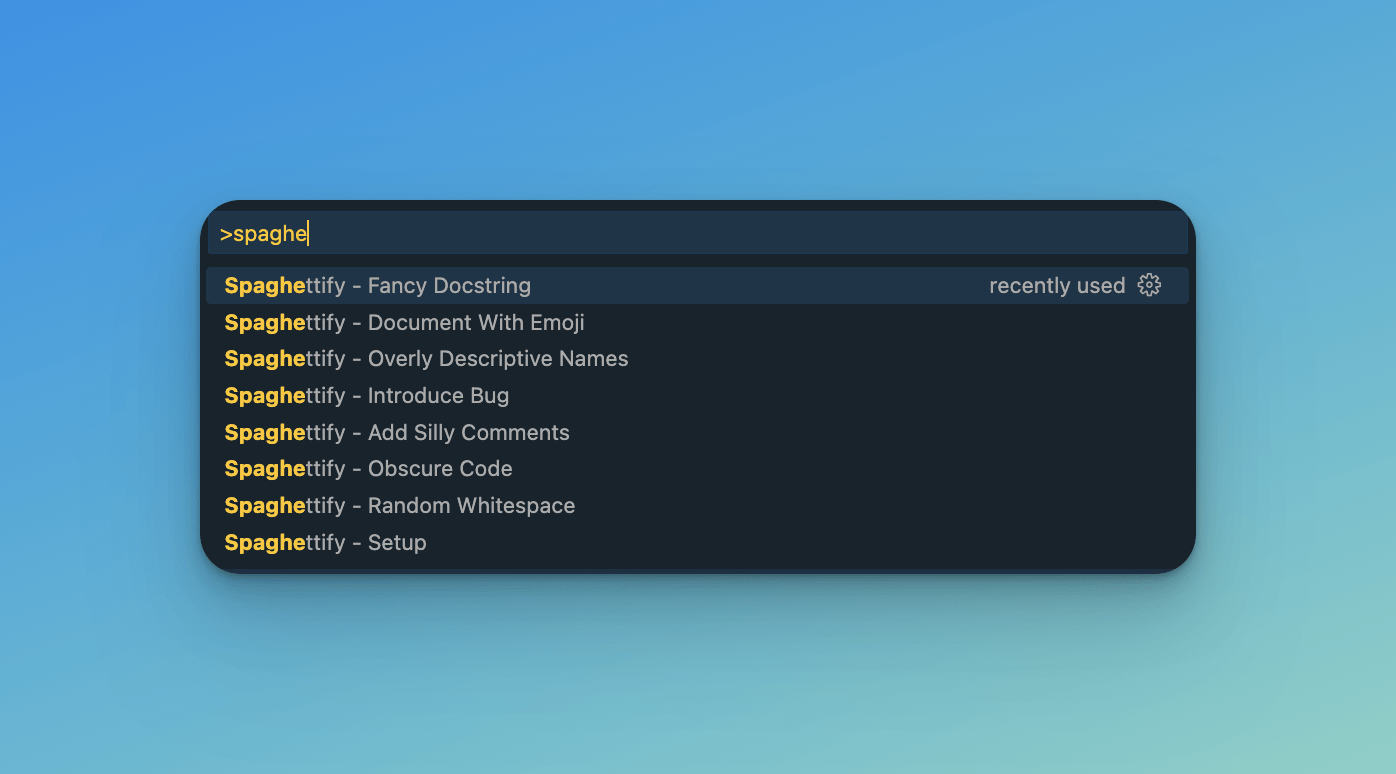 >spaghe
Spaghettify - Fancy Docstring recently used
Spaghettify - Document With Emoji
Spaghettify - Overly Descriptive Names
Spaghettify - Introduce Bug
Spaghettify - Add Silly Comments
Spaghettify - Obscure Code
Spaghettify - Random Whitespace
Spaghettify - Setup